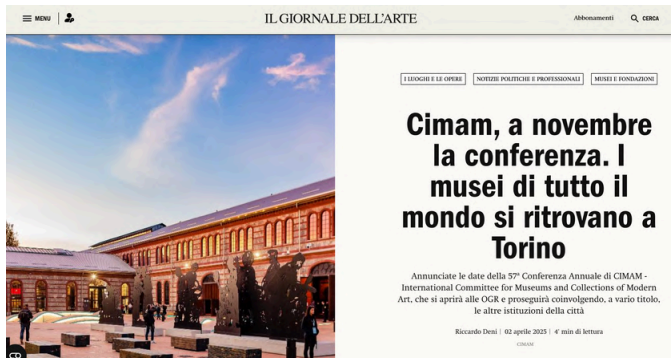 MENU
IL GIORNALE DELL'ARTE
Abbonamenti
CERCA
I LUOGHI E LE OPERE
NOTIZIE POLITICHE E PROFESSIONALI
MUSEI E FONDAZIONI
Cimam, a novembre
la conferenza. I
musei di tutto il
mondo si ritrovano a
Torino
Annunciate le date della 57ª Conferenza Annuale di CIMAM -
International Committee for Museums and Collections of Modern
Art, che si aprirà alle OGR e proseguirà coinvolgendo, a vario titolo,
le altre istituzioni della città
Riccardo Deni | 02 aprile 2025 | 4' min di lettura
CIMAM